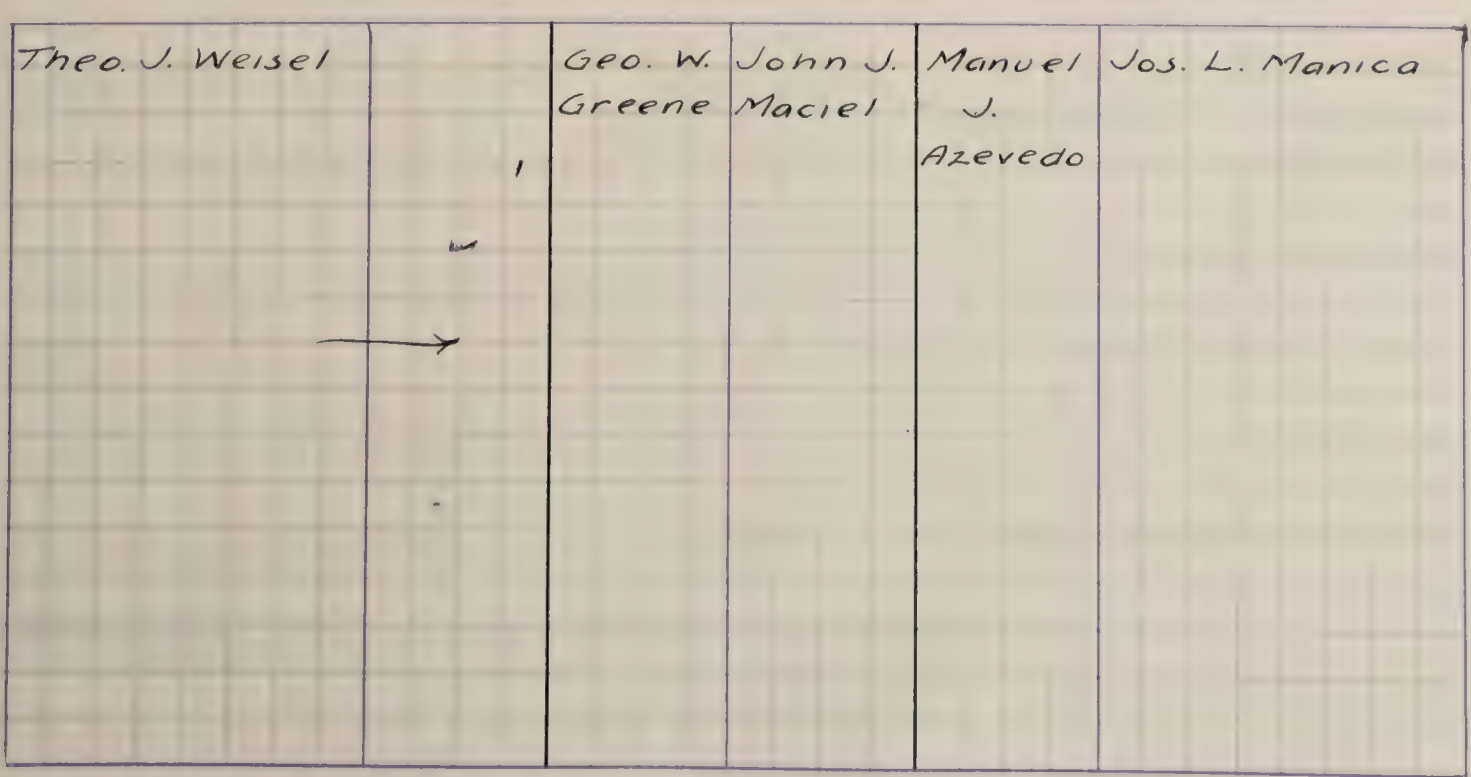 Theo. J. Weisel
Geo. W.
Greene
John J.
Maciel
Manuel
J.
Azevedo
Jos. L. Manica